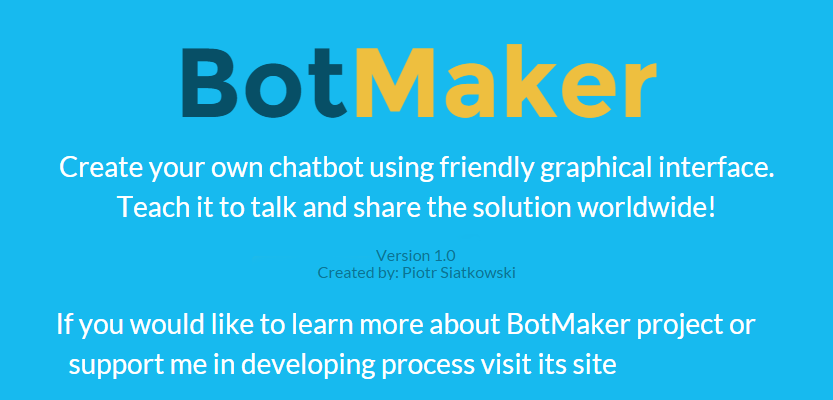 BotMaker
Create your own chatbot using friendly graphical interface.
Teach it to talk and share the solution worldwide!
Version 1.0
Created by: Piotr Siatkowski
If you would like to learn more about BotMaker project or
support me in developing process visit its site